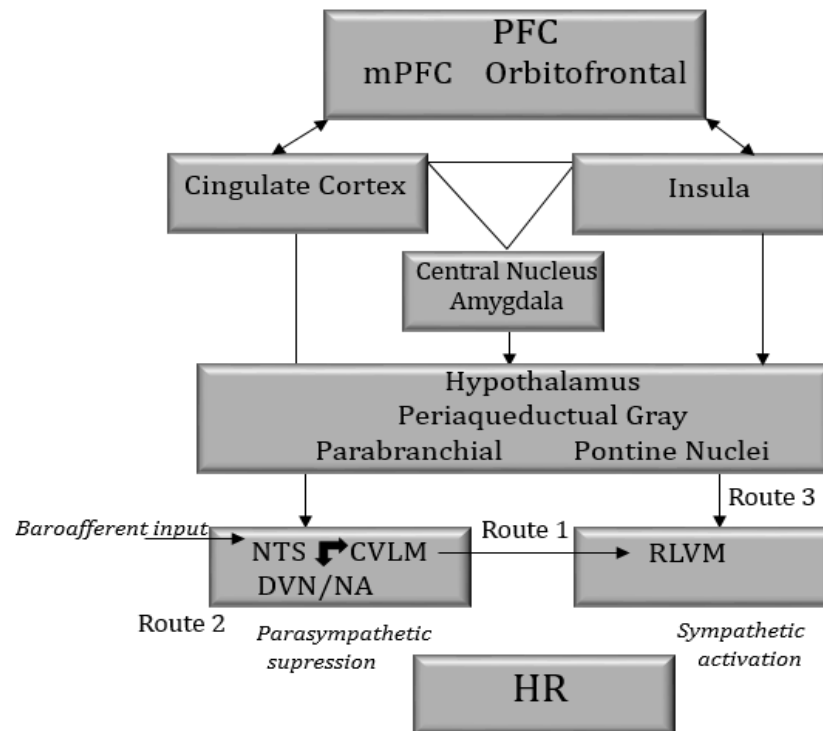 PFC
mPFC Orbitofrontal
Cingulate Cortex
Insula
Central Nucleus
Amygdala
Hypothalamus
Periaqueductual Gray
Parabranchial Pontine Nuclei
Route 3
Baroafferent input
Route 1
NTS CVLM
DVN/NA
RLVM
Route 2
Parasympathetic
supression
Sympathetic
activation
HR